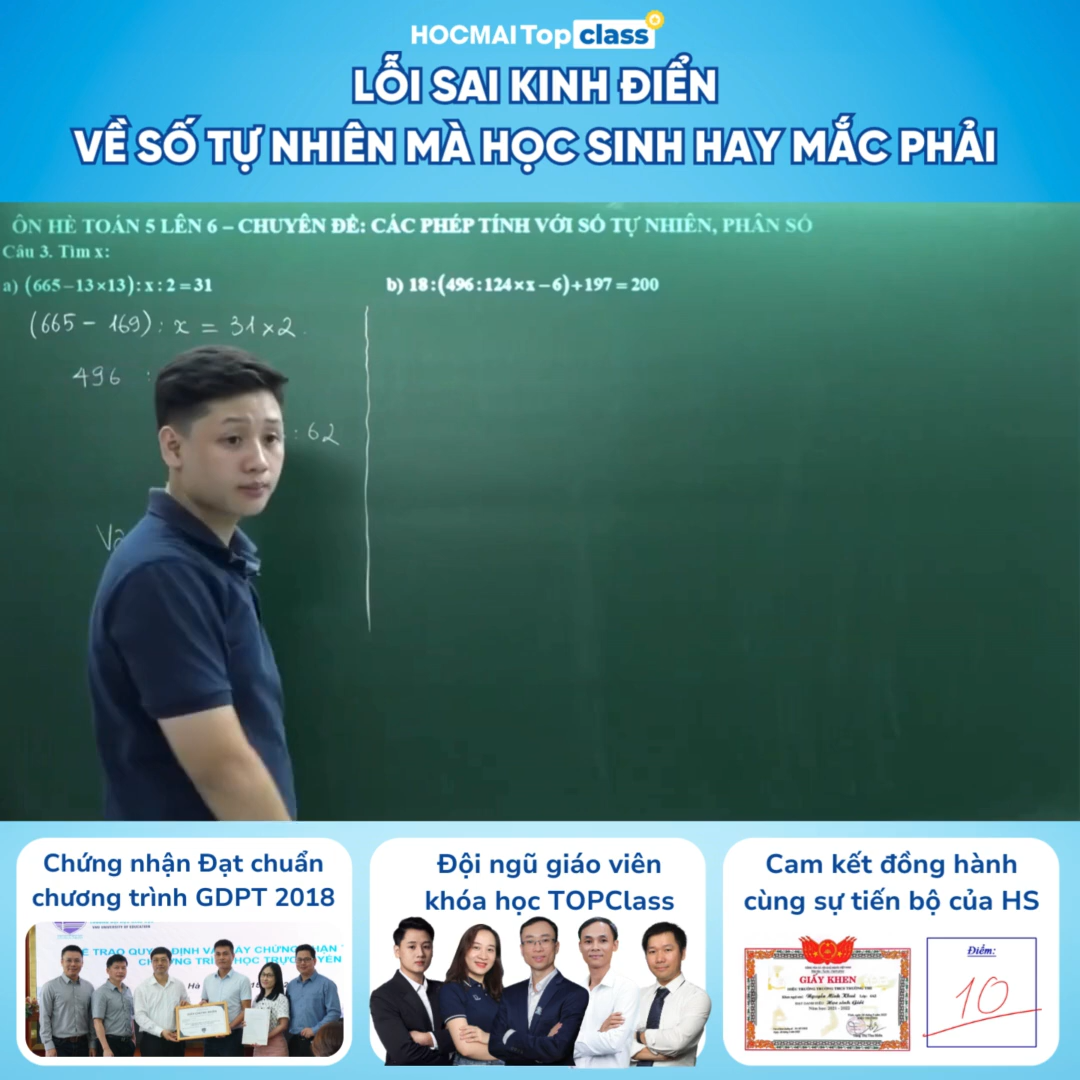 HOCMAI Top class
LỖI SAI KINH ĐIỂN
VỀ SỐ TỰ NHIÊN MÀ HỌC SINH HAY MẮC PHẢI
ÔN HÈ TOÁN 5 LÊN 6 – CHUYÊN ĐỀ: CÁC PHÉP TÍNH VỚI SỐ TỰ NHIÊN, PHÂN SỐ
Câu 3. Tìm x:
a) (665–13×13):x:2=31
b) 18:(496:124×x–6)+197=200
(665 – 169) : x = 31 × 2
496 :
: 62
Chứng nhận Đạt chuẩn
chương trình GDPT 2018
Đội ngũ giáo viên
khóa học TOPClass
Cam kết đồng hành
cùng sự tiến bộ của HS
GIẤY KHEN
Điểm:
10